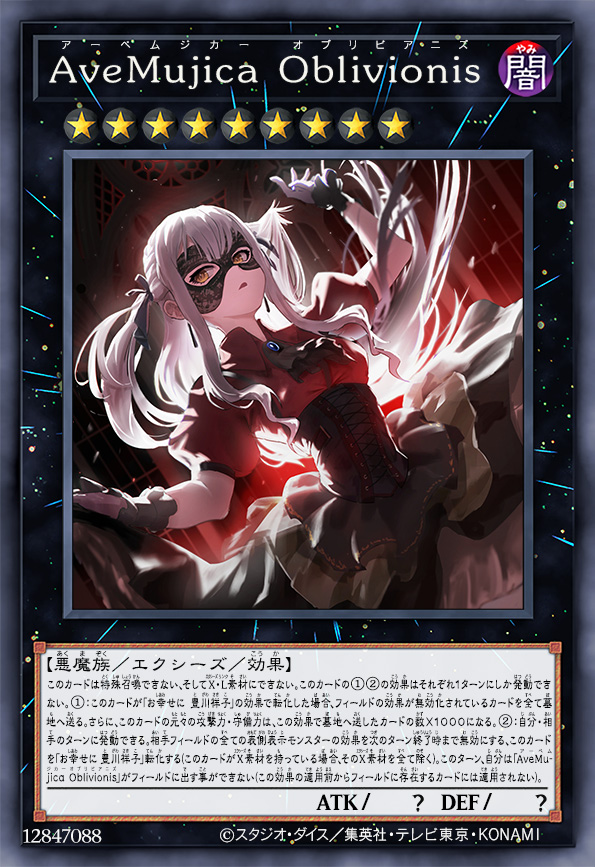 アーベムジカー オブリビアニズ
AveMujica Oblivionis
やみ
闇
【悪魔族／エクシーズ／効果】
このカードは特殊召喚できない、そしてX・L素材にできない。このカードの①②の効果はそれぞれ1ターンにしか発動でき
ない。①:このカードが「お幸せに 豊川祥子」の効果で転化した場合、フィールドの効果が無効化されているカードを全て墓
地へ送る。さらに、このカードの元々の攻撃力・守備力は、この効果で墓地へ送したカードの数X1000になる。②:自分・相
手のターンに発動できる。相手フィールドの全ての表側表示モンスターの効果を次のターン終了時まで無効にする、このカード
を「お幸せに 豊川祥子」転化する(このカードがX素材を持っている場合、そのX素材を全て除く)。このターン、自分は「AveMu-
jica Oblivionis」がフィールドに出す事ができない(この効果の適用前からフィールドに存在するカードには適用されない)。
ATK/ ? DEF/ ?
12847088
©スタジオ・ダイス／集英社・テレビ東京・KONAMI